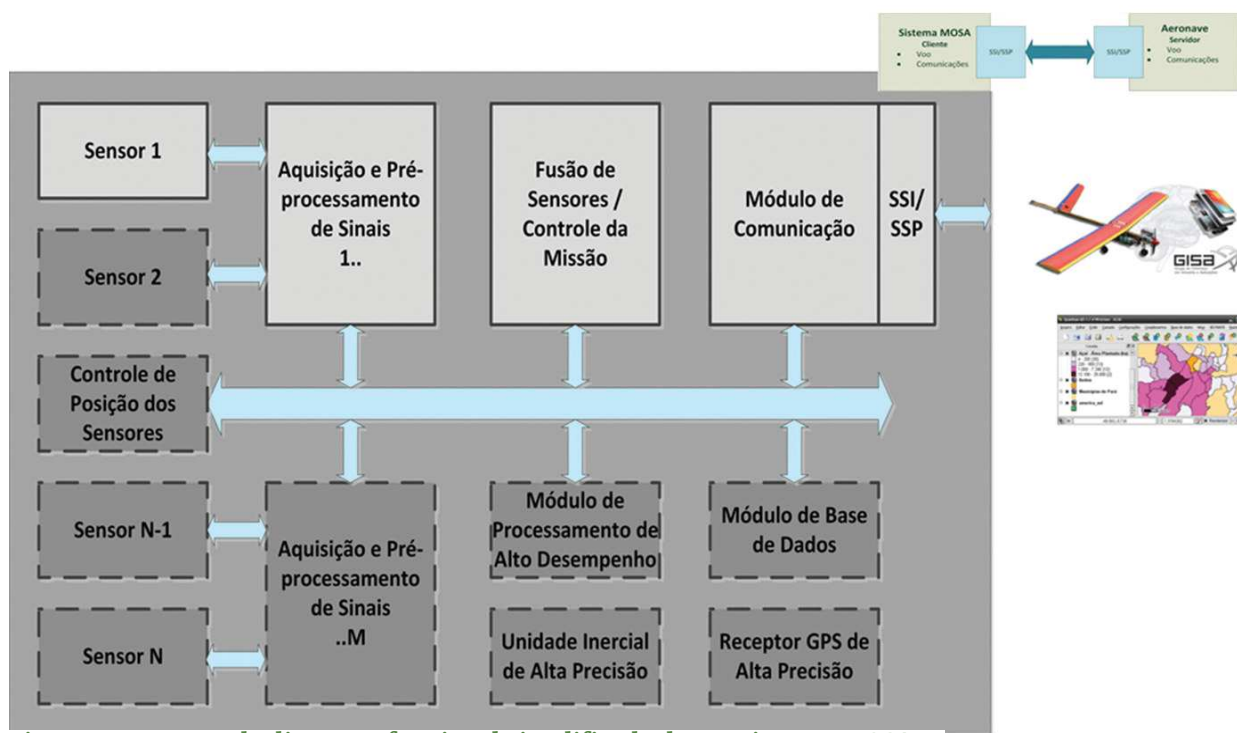 Sistema MOSA
Cliente
• Voo
• Comunicações
SSI/SSP
SSI/SSP
Aeronave
Servidor
• Voo
• Comunicações
Sensor 1
Aquisição e Pré-
processamento
de Sinais
1..
Fusão de
Sensores /
Controle da
Missão
Módulo de
Comunicação
SSI/
SSP
Sensor 2
Controle de
Posição dos
Sensores
Sensor N-1
Sensor N
Aquisição e Pré-
processamento
de Sinais
..M
Módulo de
Processamento de
Alto Desempenho
Módulo de Base
de Dados
Unidade Inercial
de Alta Precisão
Receptor GPS de
Alta Precisão
GISA